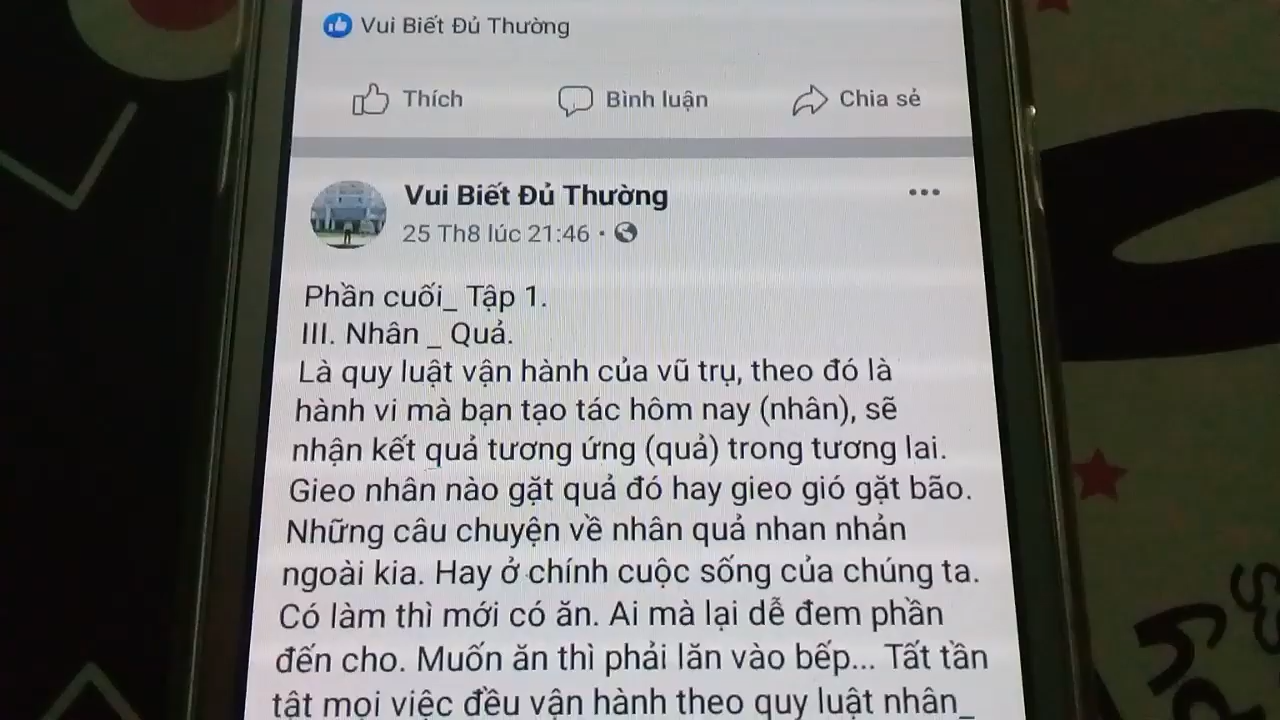 Vui Biết Đủ Thường
Thích
Bình luận
Chia sẻ
Vui Biết Đủ Thường
25 Th8 lúc 21:46 ·
Phần cuối_ Tập 1.
III. Nhân _ Quả.
Là quy luật vận hành của vũ trụ, theo đó là
hành vi mà bạn tạo tác hôm nay (nhân), sẽ
nhận kết quả tương ứng (quả) trong tương lai.
Gieo nhân nào gặt quả đó hay gieo gió gặt bão.
Những câu chuyện về nhân quả nhan nhản
ngoài kia. Hay ở chính cuộc sống của chúng ta.
Có làm thì mới có ăn. Ai mà lại dễ đem phần
đến cho. Muốn ăn thì phải lăn vào bếp... Tất tần
tật mọi việc đều vận hành theo quy luật nhân_